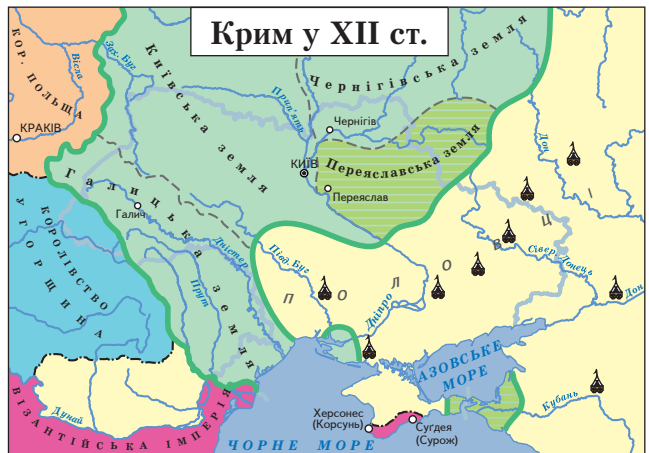 Крим у XII ст.
КОР. ПОЛЬЩА
Вісла
Зах. Буг
Київська земля
Чернігівська земля
Прип'ять
Чернігів
КРАКІВ
КИЇВ
Переяславська земля
Переяслав
Дон
Галицька земля
Галич
КОРОЛІВСТВО
УГОРЩИНА
Дністер
Прут
Півд. Буг
ПОЛОВЦІ
Сівер. Донець
Дніпро
Дон
АЗОВСЬКЕ
МОРЕ
Кубань
Дунай
ВІЗАНТІЙСЬКА ІМПЕРІЯ
Херсонес
(Корсунь)
Сугдея
(Сурож)
ЧОРНЕ МОРЕ